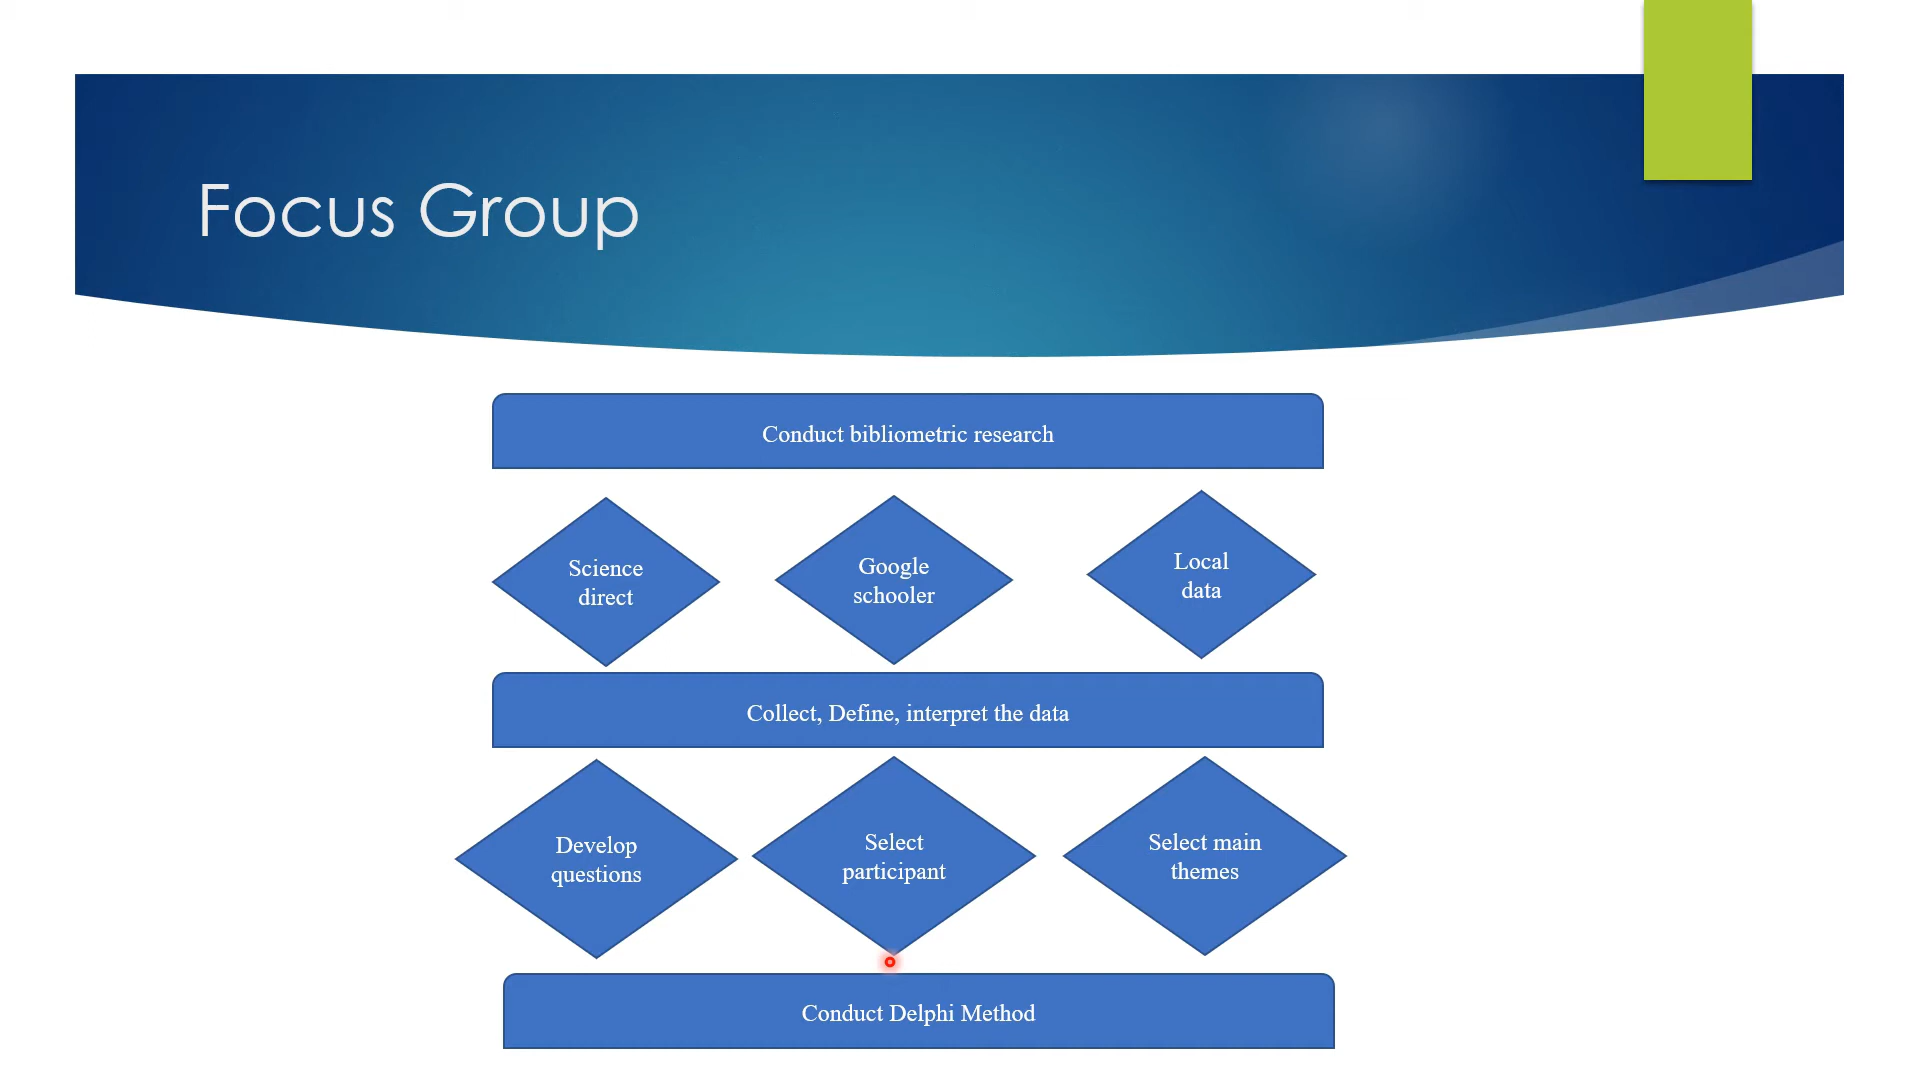 Focus Group
Conduct bibliometric research
Science
direct
Google
schooler
Local
data
Collect, Define, interpret the data
Develop
questions
Select
participant
Select main
themes
Conduct Delphi Method